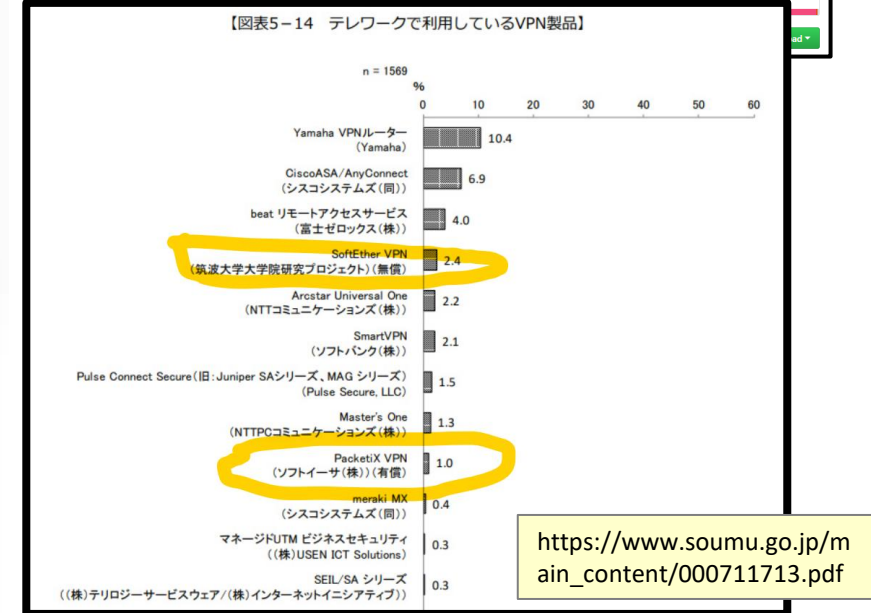 【図表5－14　テレワークで利用しているVPN製品】
n = 1569
%
0 10 20 30 40 50 60
Yamaha VPNルーター
（Yamaha）
10.4
CiscoASA/AnyConnect
（シスコシステムズ（同））
6.9
beat リモートアクセスサービス
（富士ゼロックス（株））
4.0
SoftEther VPN
（筑波大学大学院研究プロジェクト）（無償）
2.4
Arcstar Universal One
（NTTコミュニケーションズ（株））
2.2
SmartVPN
（ソフトバンク（株））
2.1
Pulse Connect Secure（旧：Juniper SAシリーズ、MAG シリーズ）
（Pulse Secure, LLC）
1.5
Master's One
（NTTPCコミュニケーションズ（株））
1.3
PacketiX VPN
（ソフトイーサ（株））（有償）
1.0
meraki MX
（シスコシステムズ（同））
0.4
マネージドUTM ビジネスセキュリティ
（（株）USEN ICT Solutions）
0.3
SEIL/SA シリーズ
（（株）テリロジーサービスウェア/（株）インターネットイニシアティブ））
0.3
https://www.soumu.go.jp/m
ain_content/000711713.pdf